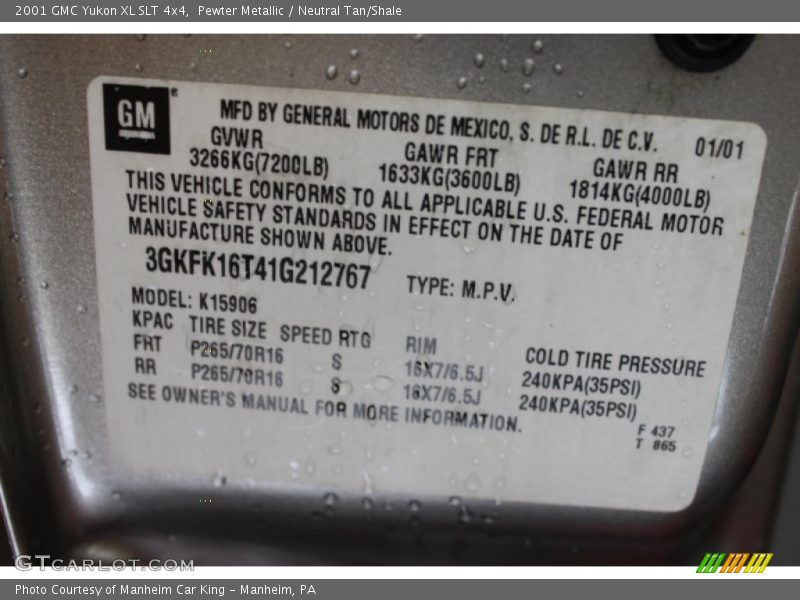 2001 GMC Yukon XL SLT 4x4,  Pewter Metallic / Neutral Tan/Shale
GM
MFD BY GENERAL MOTORS DE MEXICO, S. DE R.L. DE C.V. 01/01
GVWR GAWR FRT GAWR RR
3266KG(7200LB) 1633KG(3600LB) 1814KG(4000LB)
THIS VEHICLE CONFORMS TO ALL APPLICABLE U.S. FEDERAL MOTOR
VEHICLE SAFETY STANDARDS IN EFFECT ON THE DATE OF
MANUFACTURE SHOWN ABOVE.
3GKFK16T41G212767 TYPE: M.P.V.
MODEL: K15906
KPAC TIRE SIZE SPEED RTG RIM COLD TIRE PRESSURE
FRT P265/70R16 S 16X7/6.5J 240KPA(35PSI)
RR P265/70R16 S 16X7/6.5J 240KPA(35PSI)
SEE OWNER'S MANUAL FOR MORE INFORMATION.
F 437
T 865
GTcarlot.com
Photo Courtesy of Manheim Car King - Manheim, PA